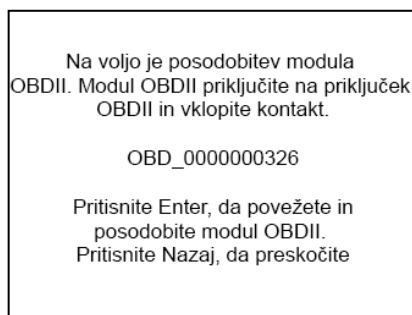 Na voljo je posodobitev modula
OBDII. Modul OBDII priključite na priključek
OBDII in vklopite kontakt.
OBD_0000000326
Pritisnite Enter, da povežete in
posodobite modul OBDII.
Pritisnite Nazaj, da preskočite